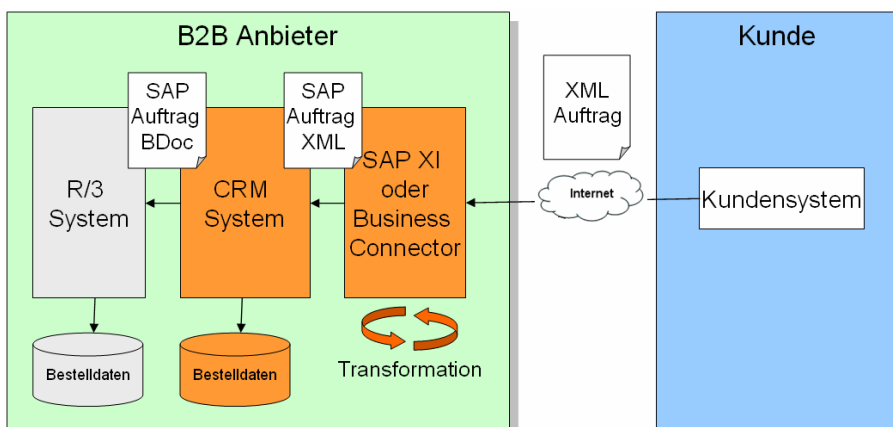 B2B Anbieter
Kunde
SAP
Auftrag
BDoc
SAP
Auftrag
XML
XML
Auftrag
R/3
System
CRM
System
SAP XI
oder
Business
Connector
Internet
Kundensystem
Bestelldaten
Bestelldaten
Transformation